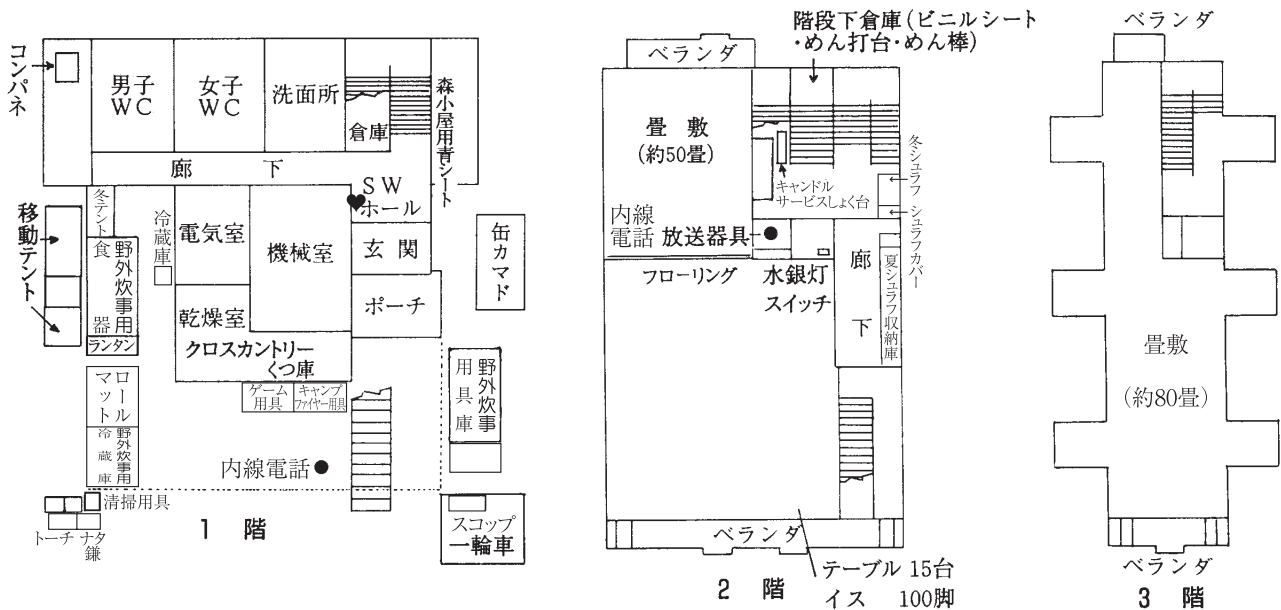 コンパネ
男子
WC
女子
WC
洗面所
倉庫
森小屋用青シート
廊下
SW
ホール
冬テント
移動テント
野外炊事用
食器
ランタン
冷蔵庫
電気室
機械室
玄関
ポーチ
缶カマド
乾燥室
クロスカントリー
くつ庫
ゲーム
用具
キャンプ
ファイヤー用具
ロール
マット
野外炊事用
冷蔵庫
野外炊事
用具庫
内線電話
清掃用具
トーチ
ナタ
鎌
スコップ
一輪車
1 階
階段下倉庫(ビニルシート
・めん打台・めん棒)
ベランダ
畳敷
(約50畳)
キャンドル
サービスしょく台
冬シュラフ
シュラフカバー
内線
電話
放送器具
フローリング
水銀灯
スイッチ
廊下
夏シュラフ収納庫
ベランダ
テーブル 15台
イス 100脚
2 階
ベランダ
畳敷
(約80畳)
ベランダ
3 階